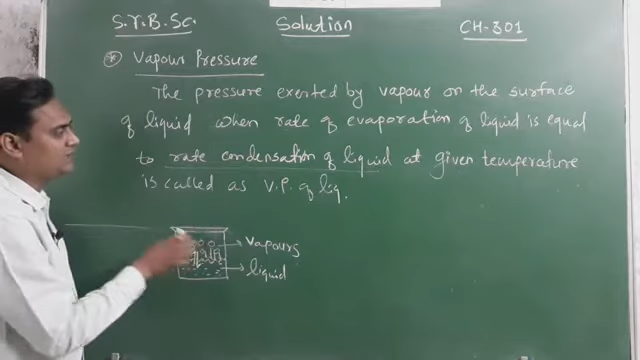 S.Y.B.Sc. Solution CH-301
* Vapour Pressure
The pressure exerted by vapour on the surface
of liquid when rate of evaporation of liquid is equal
to rate condensation of liquid at given temperature
is called as V.P. of liq.
vapours
liquid